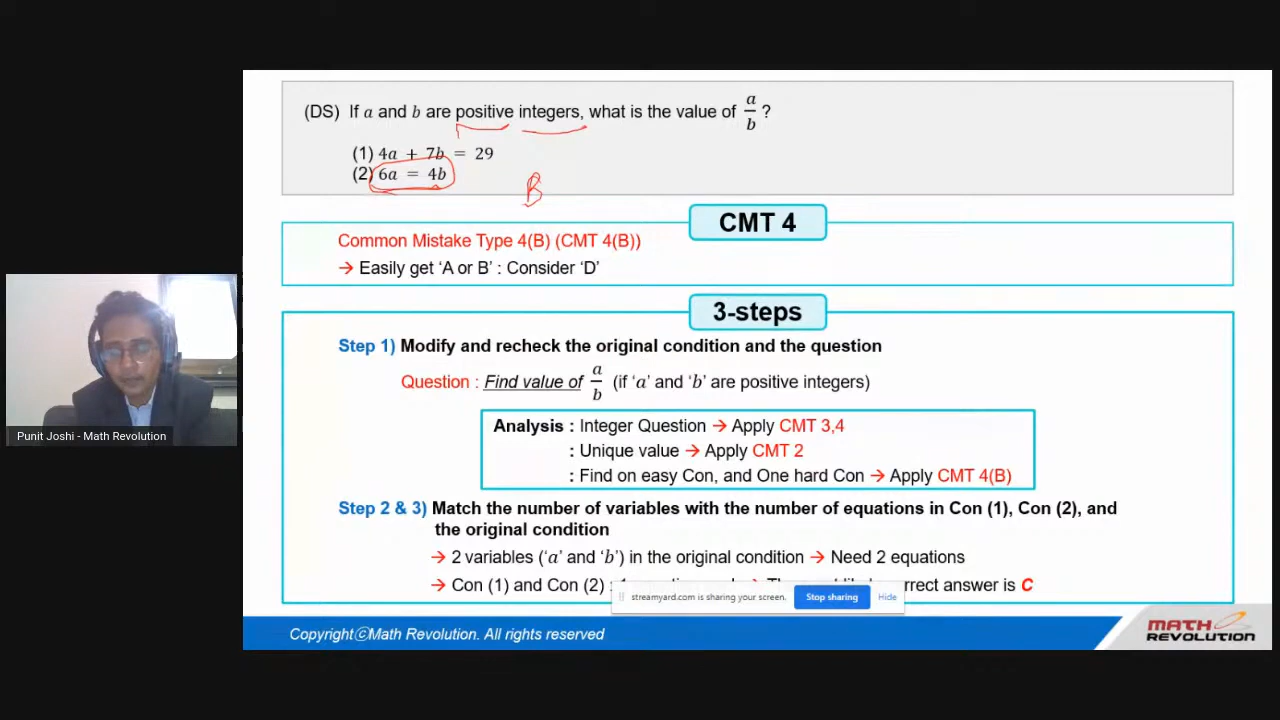 (DS) If a and b are positive integers, what is the value of a/b ?
(1) 4a + 7b = 29
(2) 6a = 4b
B
CMT 4
Common Mistake Type 4(B) (CMT 4(B))
→ Easily get ‘A or B’ : Consider ‘D’
3-steps
Step 1) Modify and recheck the original condition and the question
Question : Find value of a/b (if ‘a’ and ‘b’ are positive integers)
Analysis : Integer Question → Apply CMT 3,4
: Unique value → Apply CMT 2
: Find on easy Con, and One hard Con → Apply CMT 4(B)
Step 2 & 3) Match the number of variables with the number of equations in Con (1), Con (2), and
the original condition
→ 2 variables (‘a’ and ‘b’) in the original condition → Need 2 equations
→ Con (1) and Con (2) answer is C
streamyard.com is sharing your screen. Stop sharing Hide
Punit Joshi - Math Revolution
Copyrightⓒ Math Revolution. All rights reserved
MATH
REVOLUTION